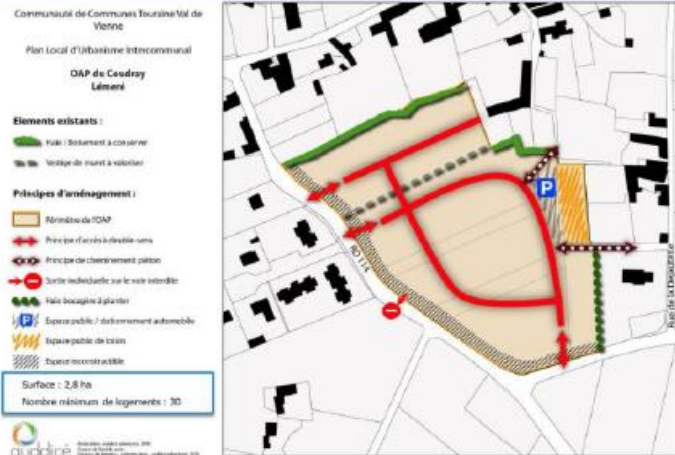 Communauté de Communes Touraine Val de
Vienne
Plan Local d'Urbanisme Intercommunal
OAP du Coudray
Lémeré
Elements existants :
Haie / Boisement à conserver
Vestige de muret à valoriser
Principes d'aménagement :
Périmètre de l'OAP
Principe d'accès à double-sens
Principe de cheminement piéton
Sortie individuelle sur la voie interdite
Haie bocagère à planter
P
Espace public / stationnement automobile
Espace public de loisirs
Espace inconstructible
Surface : 2,8 ha
Nombre minimum de logements : 30
auddicé
P
RD 114
Rue de la